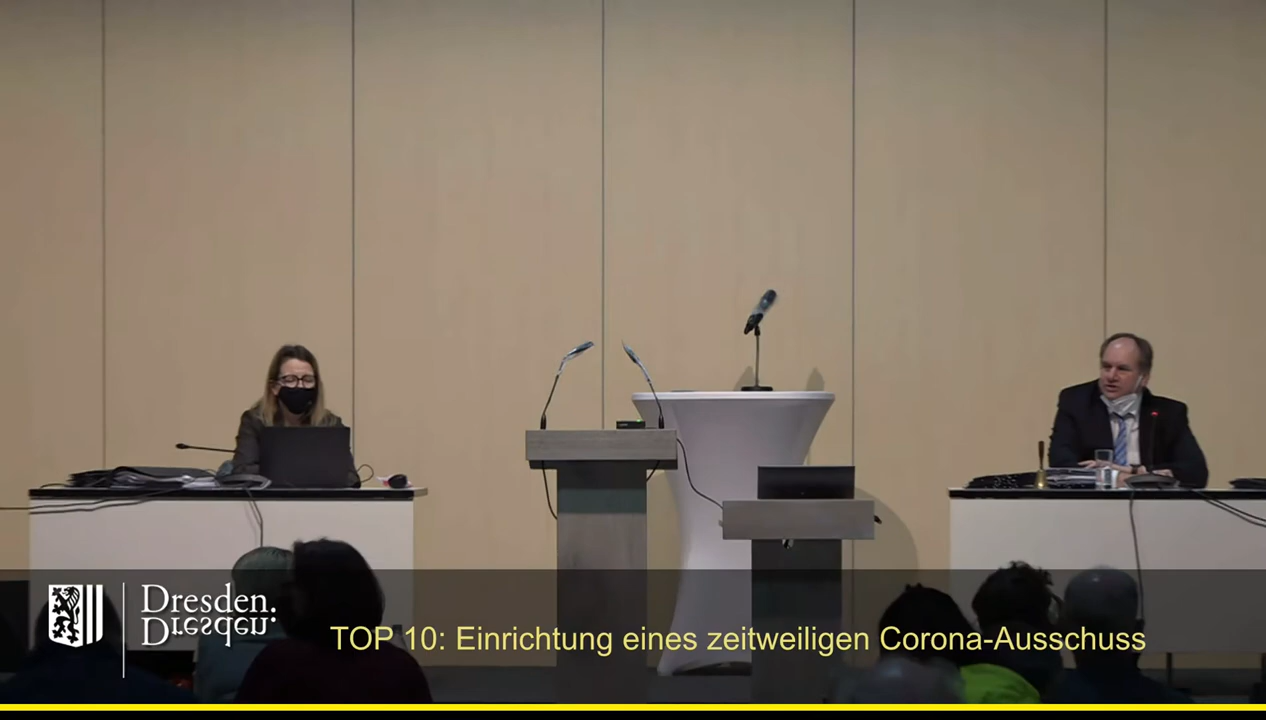 Dresden.
Dresden.
TOP 10: Einrichtung eines zeitweiligen Corona-Ausschuss